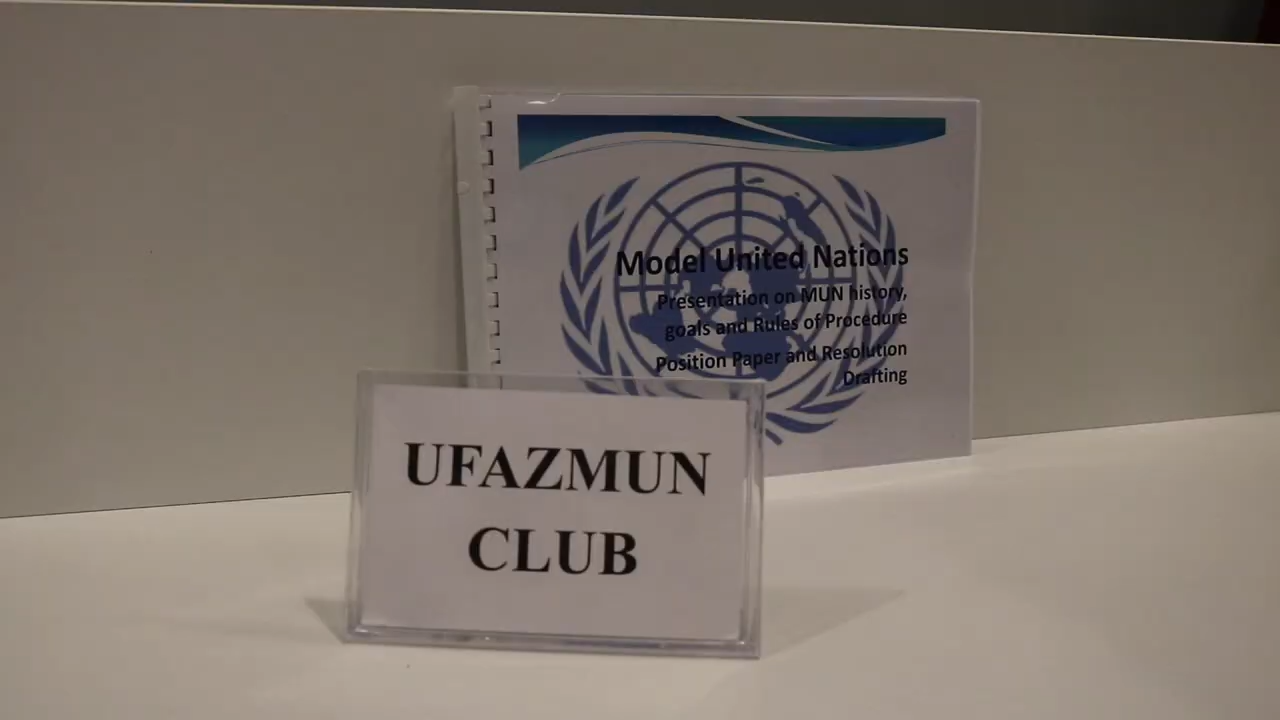 Model United Nations
Presentation on MUN history,
goals and Rules of Procedure
Position Paper and Resolution
Drafting
UFAZMUN
CLUB